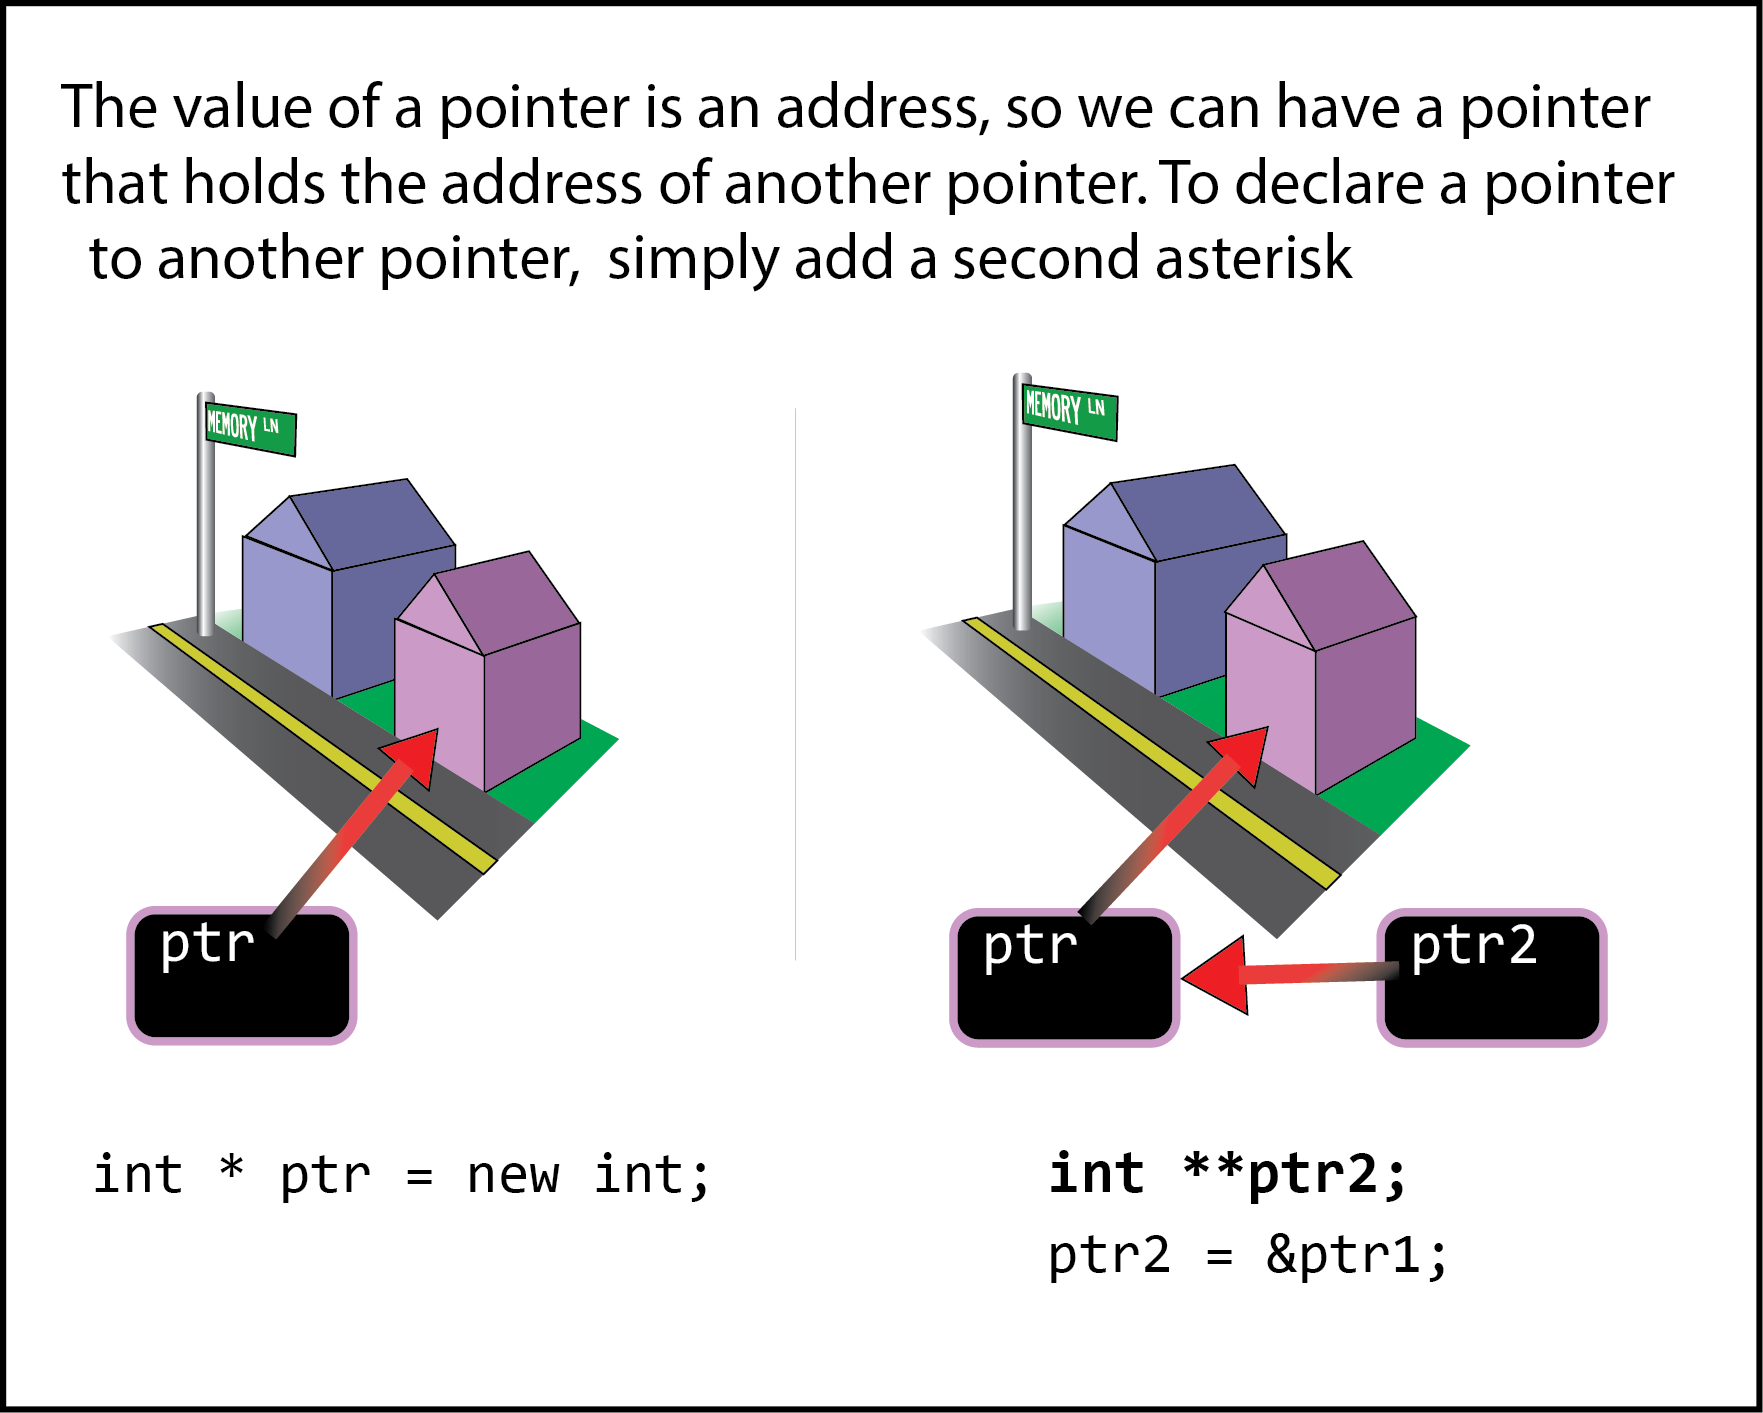 The value of a pointer is an address, so we can have a pointer
that holds the address of another pointer. To declare a pointer
to another pointer,  simply add a second asterisk
MEMORY LN
MEMORY LN
ptr
ptr
ptr2
int * ptr = new int;
int **ptr2;
ptr2 = &ptr1;